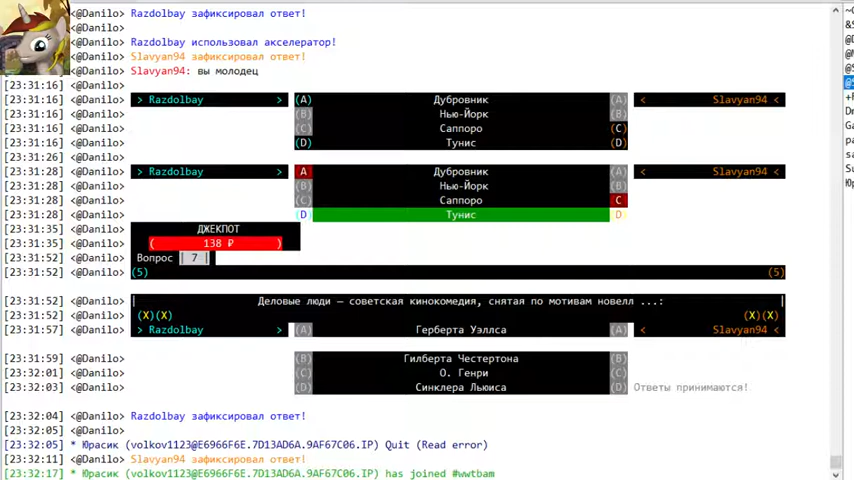 <@Danilo> Razdolbay зафиксировал ответ!
<@Danilo>
<@Danilo> Razdolbay использовал акселератор!
<@Danilo> Slavyan94 зафиксировал ответ!
<@Danilo> Slavyan94: вы молодец
[23:31:16] <@Danilo>
[23:31:16] <@Danilo> > Razdolbay > (A) Дубровник (A) < Slavyan94 <
[23:31:16] <@Danilo> (B) Нью-Йорк (B)
[23:31:16] <@Danilo> (C) Саппоро (C)
[23:31:16] <@Danilo> (D) Тунис (D)
[23:31:26] <@Danilo>
[23:31:28] <@Danilo> > Razdolbay > A Дубровник (A) < Slavyan94 <
[23:31:28] <@Danilo> (B) Нью-Йорк (B)
[23:31:28] <@Danilo> (C) Саппоро C
[23:31:28] <@Danilo> (D) Тунис D
[23:31:35] <@Danilo> ДЖЕКПОТ
[23:31:35] <@Danilo> ( 138 ₽ )
[23:31:52] <@Danilo> Вопрос | 7 |
[23:31:52] <@Danilo> (5) (5)
<@Danilo>
[23:31:52] <@Danilo> | Деловые люди — советская кинокомедия, снятая по мотивам новелл ...: |
[23:31:52] <@Danilo> (X)(X) (X)(X)
[23:31:57] <@Danilo> > Razdolbay > (A) Герберта Уэллса (A) < Slavyan94 <
<@Danilo>
[23:31:59] <@Danilo> (B) Гилберта Честертона (B)
[23:32:01] <@Danilo> (C) О. Генри (C)
[23:32:03] <@Danilo> (D) Синклера Льюиса (D) Ответы принимаются!
<@Danilo>
[23:32:04] <@Danilo> Razdolbay зафиксировал ответ!
[23:32:05] <@Danilo>
[23:32:05] * Юрасик (volkov1123@E6966F6E.7D13AD6A.9AF67C06.IP) Quit (Read error)
[23:32:11] <@Danilo> Slavyan94 зафиксировал ответ!
[23:32:17] * Юрасик (volkov1123@E6966F6E.7D13AD6A.9AF67C06.IP) has joined #wwtbam